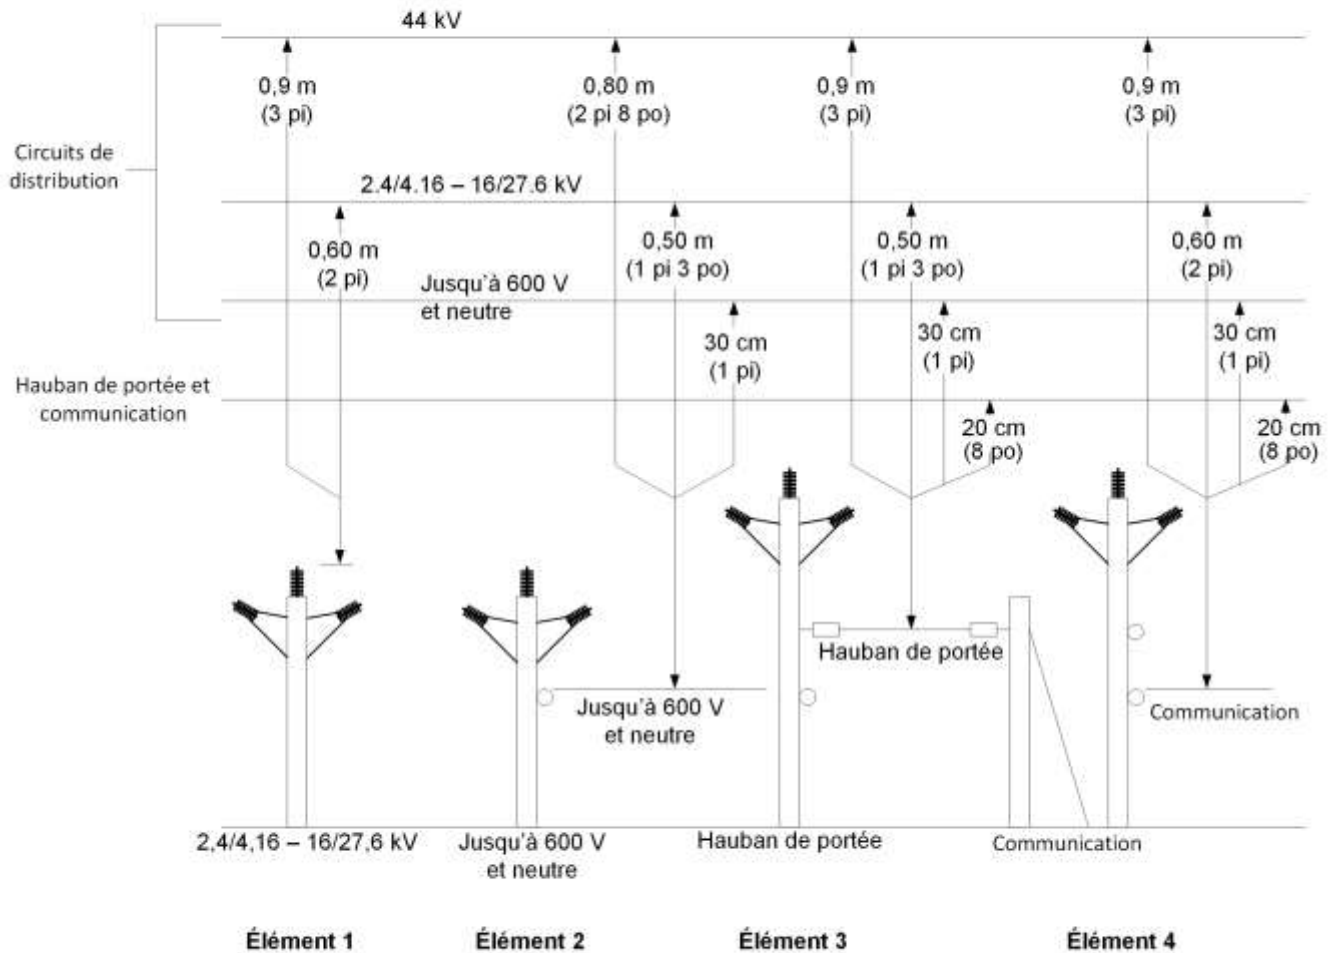 44 kV
0,9 m
(3 pi)
0,80 m
(2 pi 8 po)
0,9 m
(3 pi)
0,9 m
(3 pi)
Circuits de
distribution
2.4/4.16 – 16/27.6 kV
0,60 m
(2 pi)
0,50 m
(1 pi 3 po)
0,50 m
(1 pi 3 po)
0,60 m
(2 pi)
Jusqu'à 600 V
et neutre
30 cm
(1 pi)
30 cm
(1 pi)
30 cm
(1 pi)
Hauban de portée et
communication
20 cm
(8 po)
20 cm
(8 po)
Hauban de portée
Jusqu'à 600 V
et neutre
Communication
2,4/4,16 – 16/27,6 kV
Jusqu'à 600 V
et neutre
Hauban de portée
Communication
Élément 1
Élément 2
Élément 3
Élément 4